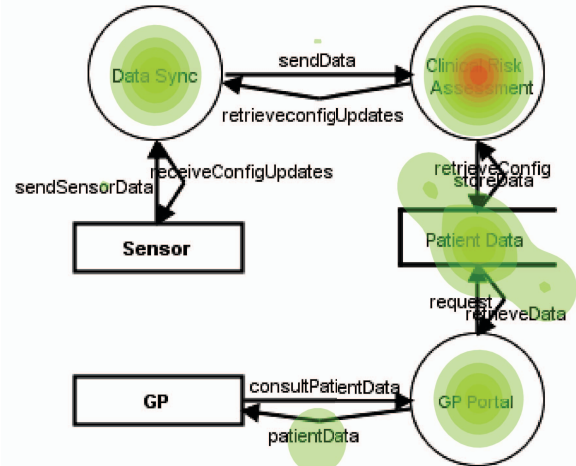 sendData
Data Sync
Clinical Risk
Assessment
retrieveconfigUpdates
receiveConfigUpdates
sendSensorData
retrieveConfig
storeData
Sensor
Patient Data
request
retrieveData
GP
consultPatientData
GP Portal
patientData